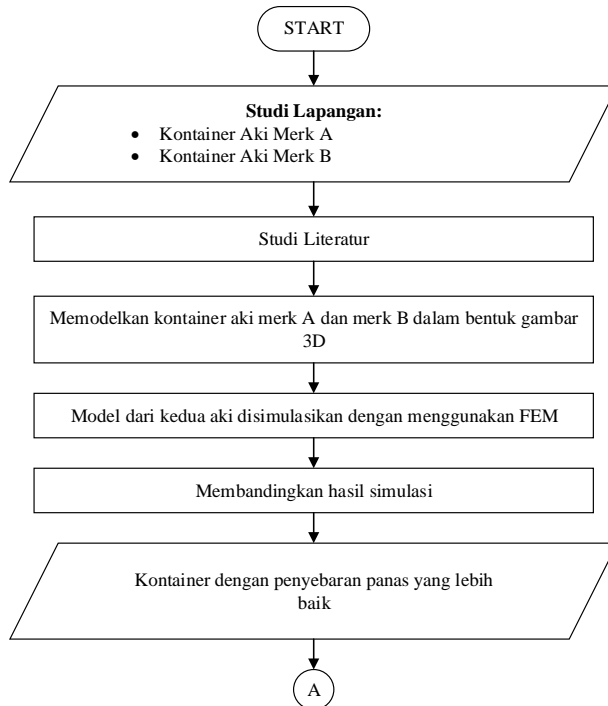 START
Studi Lapangan:
• Kontainer Aki Merk A
• Kontainer Aki Merk B
Studi Literatur
Memodelkan kontainer aki merk A dan merk B dalam bentuk gambar
3D
Model dari kedua aki disimulasikan dengan menggunakan FEM
Membandingkan hasil simulasi
Kontainer dengan penyebaran panas yang lebih
baik
A